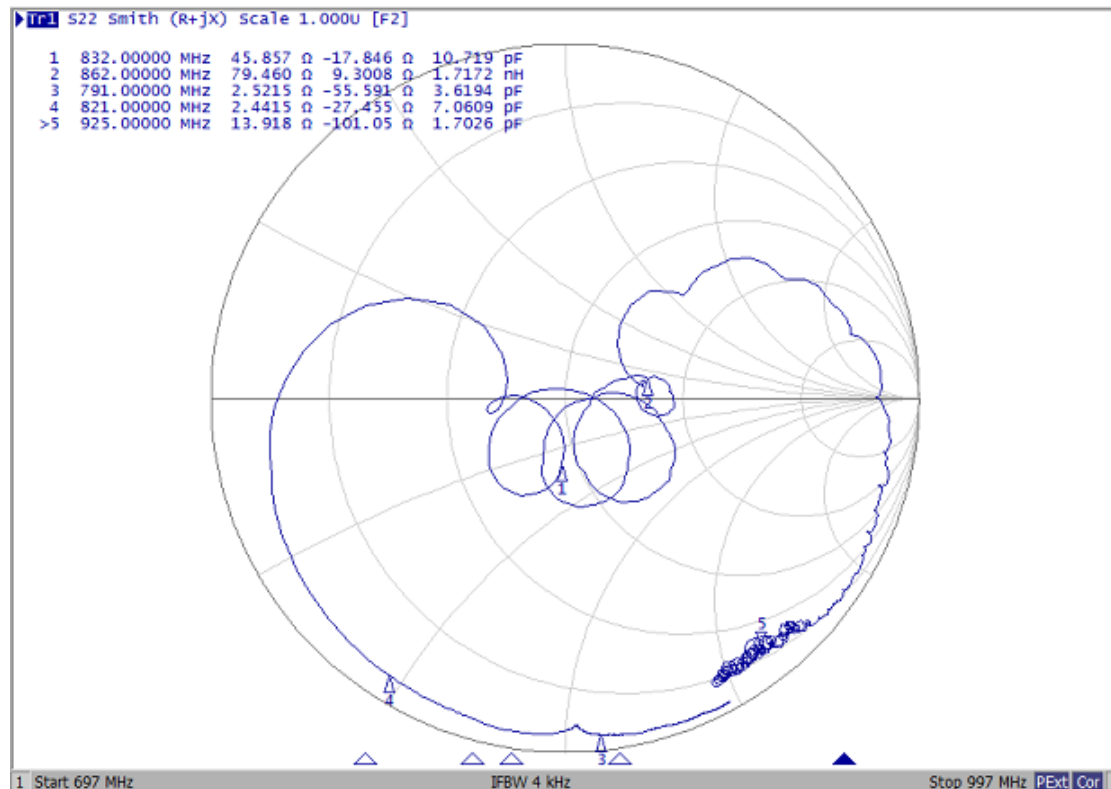 Tr1 S22 Smith (R+jX) Scale 1.000U [F2]
1 832.00000 MHz 45.857 Ω -17.846 Ω 10.719 pF
2 862.00000 MHz 79.460 Ω 9.3008 Ω 1.7172 nH
3 791.00000 MHz 2.5215 Ω -55.591 Ω 3.6194 pF
4 821.00000 MHz 2.4415 Ω -27.455 Ω 7.0609 pF
>5 925.00000 MHz 13.918 Ω -101.05 Ω 1.7026 pF
2
1
5
4
3
1 Start 697 MHz IFBW 4 kHz Stop 997 MHz PExt Cor